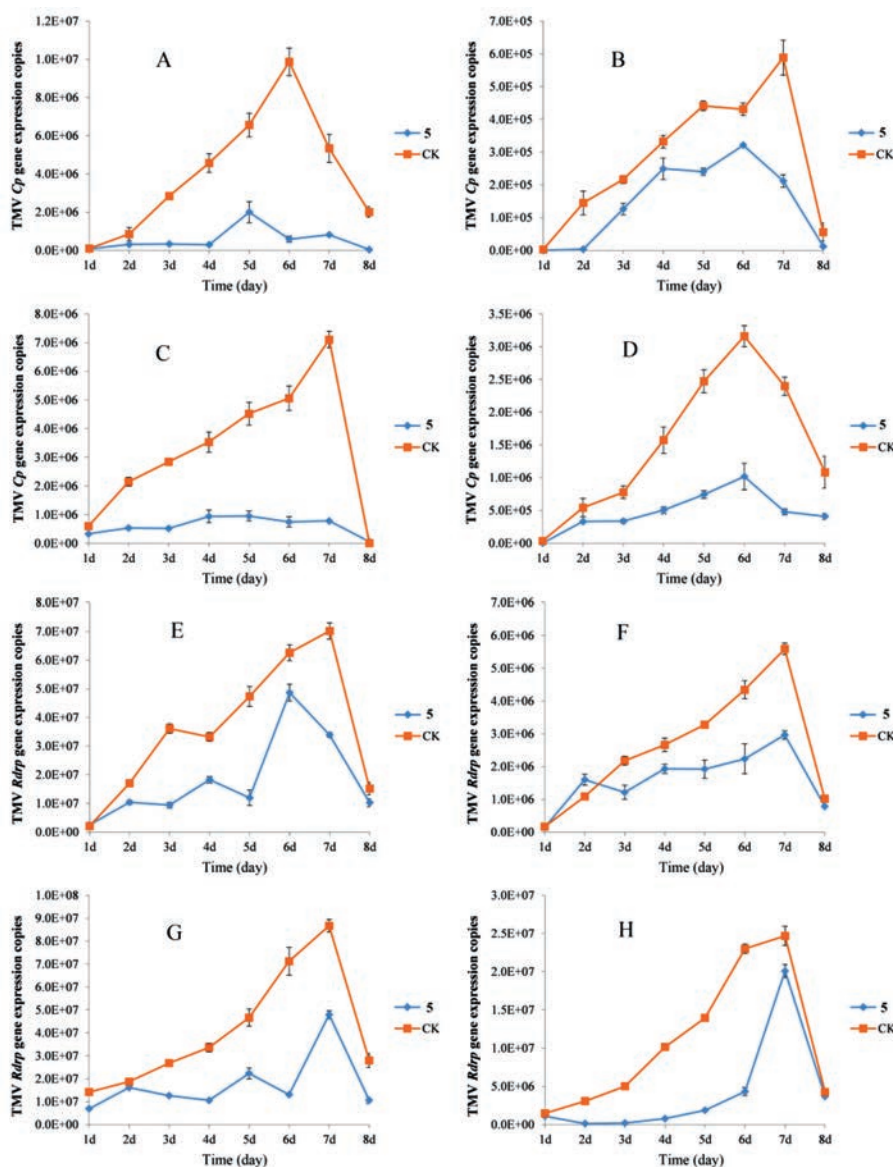 A
TMV Cp gene expression copies
1.2E+07
1.0E+07
8.0E+06
6.0E+06
4.0E+06
2.0E+06
0.0E+00
1d 2d 3d 4d 5d 6d 7d 8d
Time (day)
5
CK
B
TMV Cp gene expression copies
7.0E+05
6.0E+05
5.0E+05
4.0E+05
3.0E+05
2.0E+05
1.0E+05
0.0E+00
1d 2d 3d 4d 5d 6d 7d 8d
Time (day)
5
CK
C
TMV Cp gene expression copies
8.0E+06
7.0E+06
6.0E+06
5.0E+06
4.0E+06
3.0E+06
2.0E+06
1.0E+06
0.0E+00
1d 2d 3d 4d 5d 6d 7d 8d
Time (day)
5
CK
D
TMV Cp gene expression copies
3.5E+06
3.0E+06
2.5E+06
2.0E+06
1.5E+06
1.0E+06
5.0E+05
0.0E+00
1d 2d 3d 4d 5d 6d 7d 8d
Time (day)
5
CK
E
TMV Rdrp gene expression copies
8.0E+07
7.0E+07
6.0E+07
5.0E+07
4.0E+07
3.0E+07
2.0E+07
1.0E+07
0.0E+00
1d 2d 3d 4d 5d 6d 7d 8d
Time (day)
5
CK
F
TMV Rdrp gene expression copies
7.0E+06
6.0E+06
5.0E+06
4.0E+06
3.0E+06
2.0E+06
1.0E+06
0.0E+00
1d 2d 3d 4d 5d 6d 7d 8d
Time (day)
5
CK
G
TMV Rdrp gene expression copies
1.0E+08
9.0E+07
8.0E+07
7.0E+07
6.0E+07
5.0E+07
4.0E+07
3.0E+07
2.0E+07
1.0E+07
0.0E+00
1d 2d 3d 4d 5d 6d 7d 8d
Time (day)
5
CK
H
TMV Rdrp gene expression copies
3.0E+07
2.5E+07
2.0E+07
1.5E+07
1.0E+07
5.0E+06
0.0E+00
1d 2d 3d 4d 5d 6d 7d 8d
Time (day)
5
CK